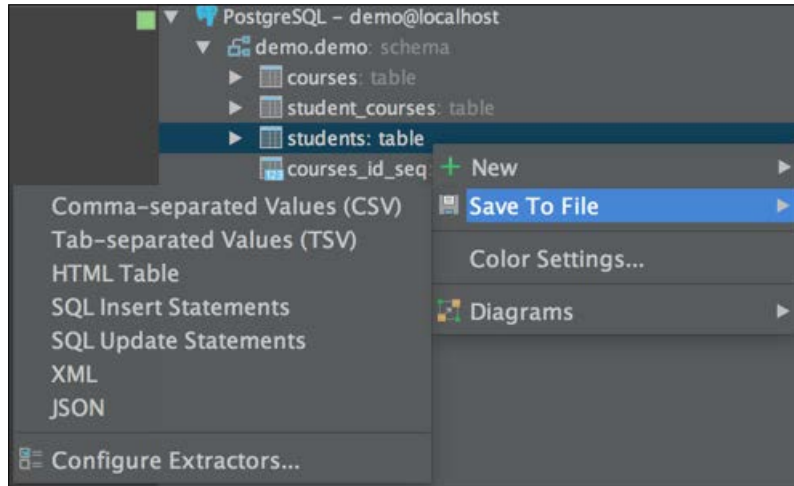 PostgreSQL – demo@localhost
demo.demo: schema
courses: table
student_courses: table
students: table
courses_id_seq
New
Save To File
Color Settings...
Diagrams
Comma-separated Values (CSV)
Tab-separated Values (TSV)
HTML Table
SQL Insert Statements
SQL Update Statements
XML
JSON
Configure Extractors...